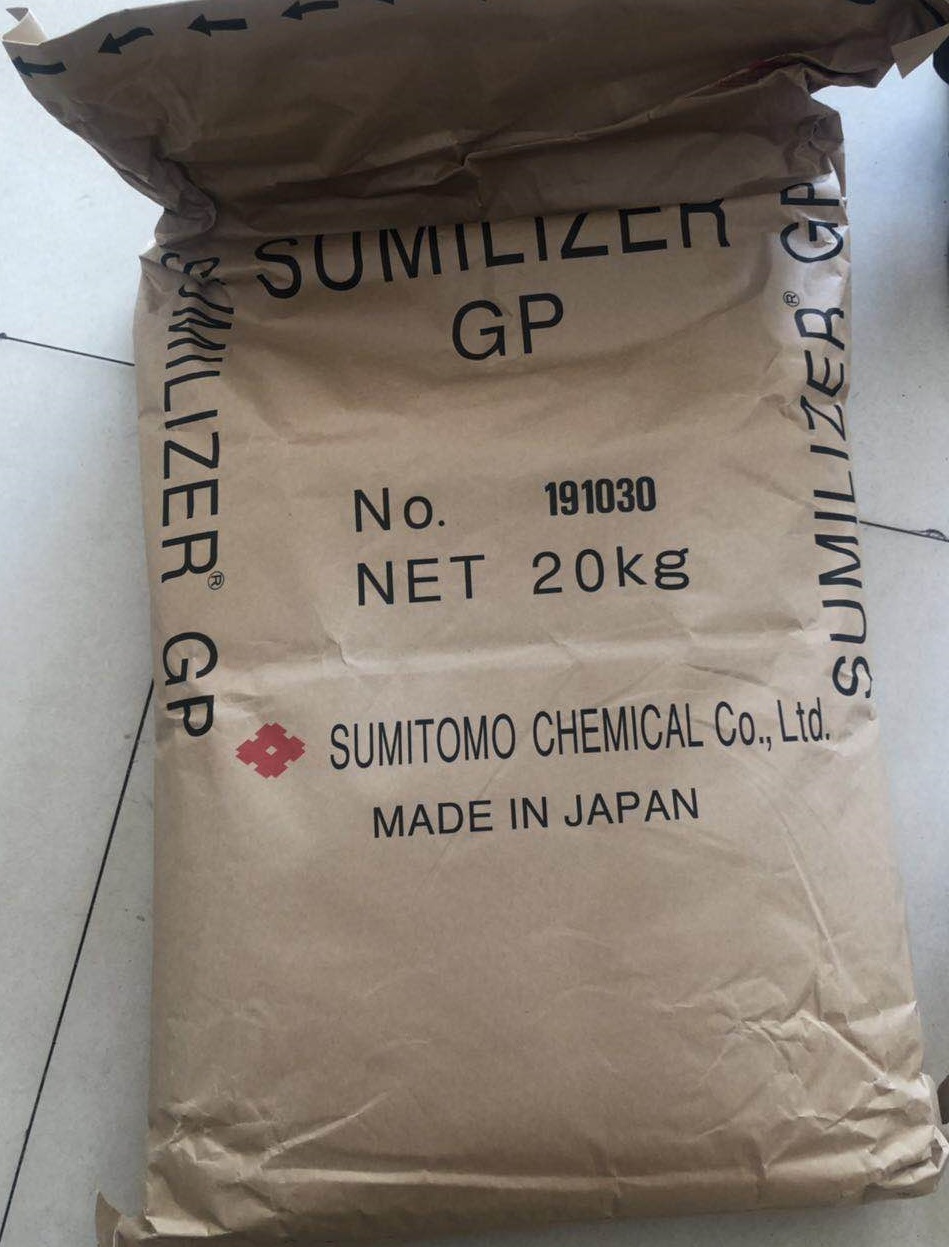 SUMILIZER
GP
No. 191030
NET 20kg
SUMITOMO CHEMICAL Co., Ltd.
MADE IN JAPAN
SUMILIZER® GP
SUMILIZER® GP